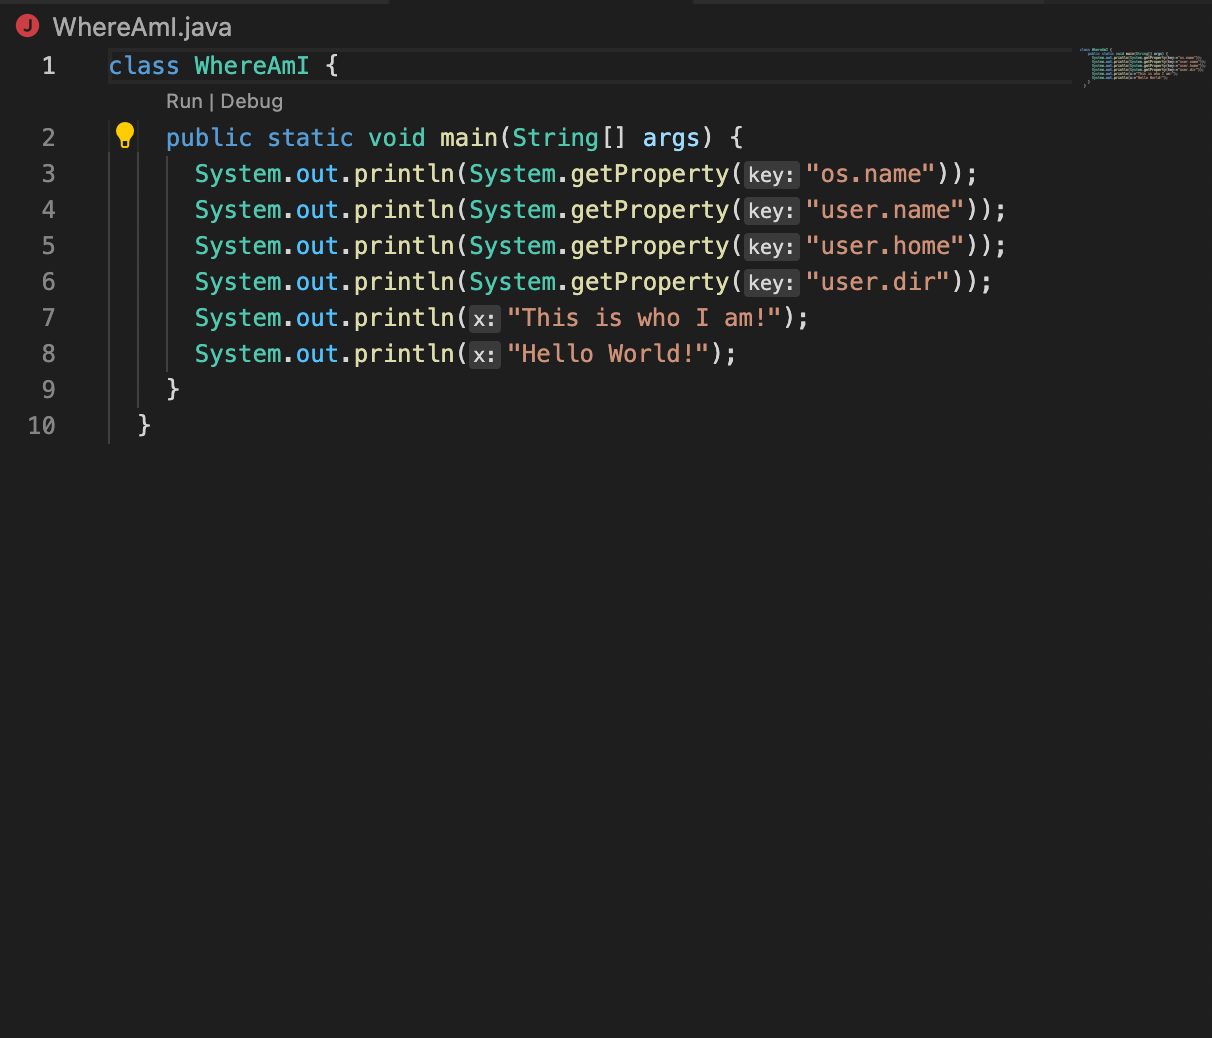 J WhereAmI.java
1 class WhereAmI {
Run | Debug
2 public static void main(String[] args) {
3 System.out.println(System.getProperty(key: "os.name"));
4 System.out.println(System.getProperty(key: "user.name"));
5 System.out.println(System.getProperty(key: "user.home"));
6 System.out.println(System.getProperty(key: "user.dir"));
7 System.out.println(x: "This is who I am!");
8 System.out.println(x: "Hello World!");
9 }
10 }